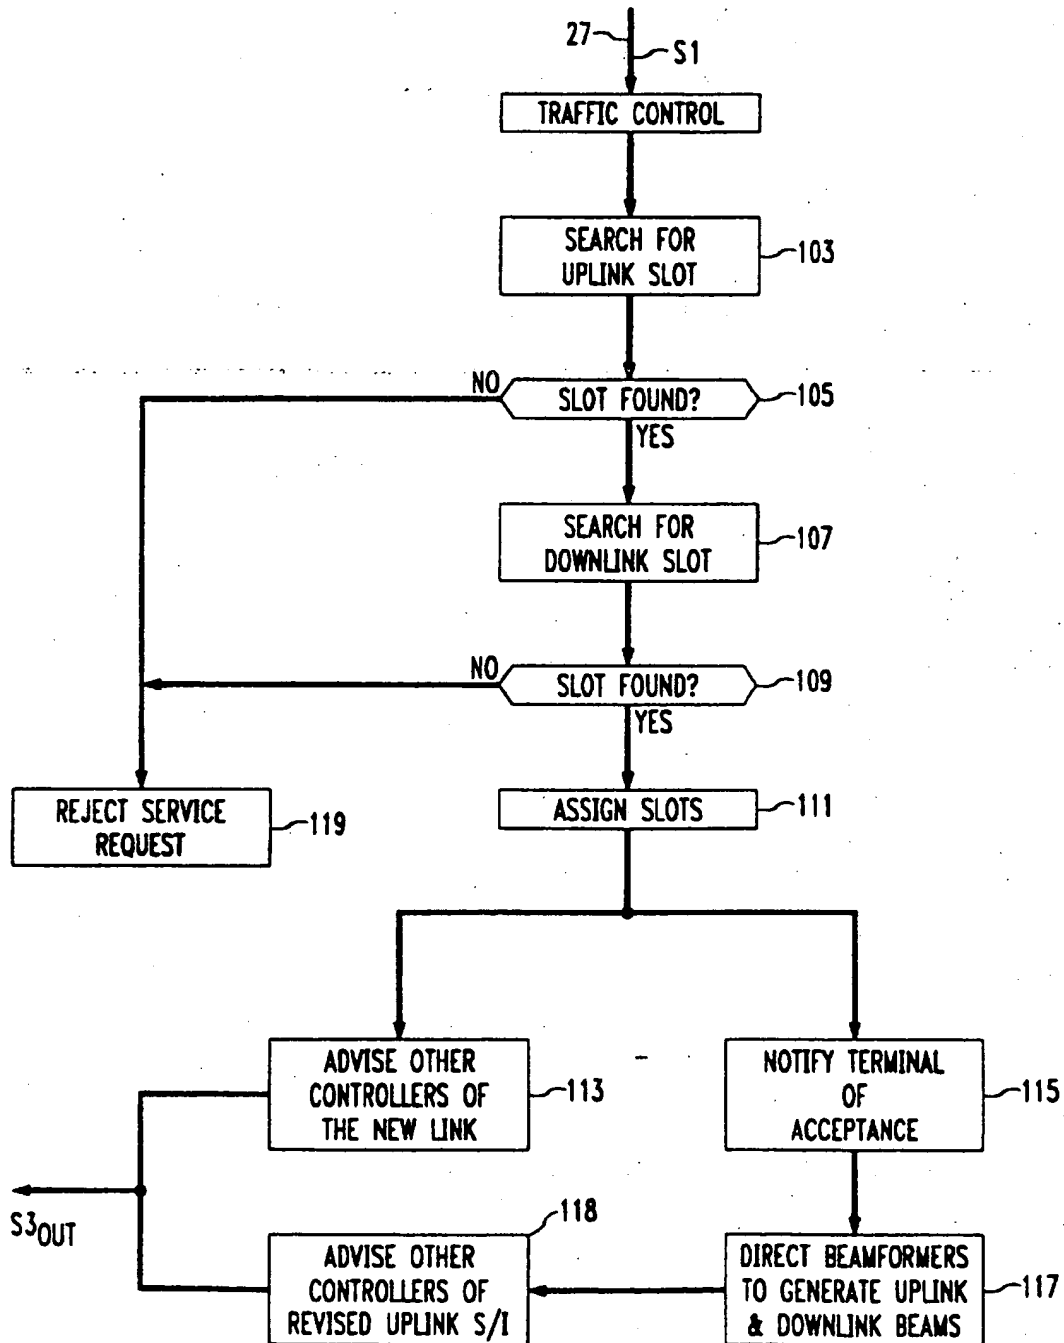 27
S1
TRAFFIC CONTROL
SEARCH FOR
UPLINK SLOT
103
NO
SLOT FOUND?
105
YES
SEARCH FOR
DOWNLINK SLOT
107
NO
SLOT FOUND?
109
YES
REJECT SERVICE
REQUEST
119
ASSIGN SLOTS
111
ADVISE OTHER
CONTROLLERS OF
THE NEW LINK
113
NOTIFY TERMINAL
OF
ACCEPTANCE
115
S3OUT
118
ADVISE OTHER
CONTROLLERS OF
REVISED UPLINK S/I
DIRECT BEAMFORMERS
TO GENERATE UPLINK
& DOWNLINK BEAMS
117